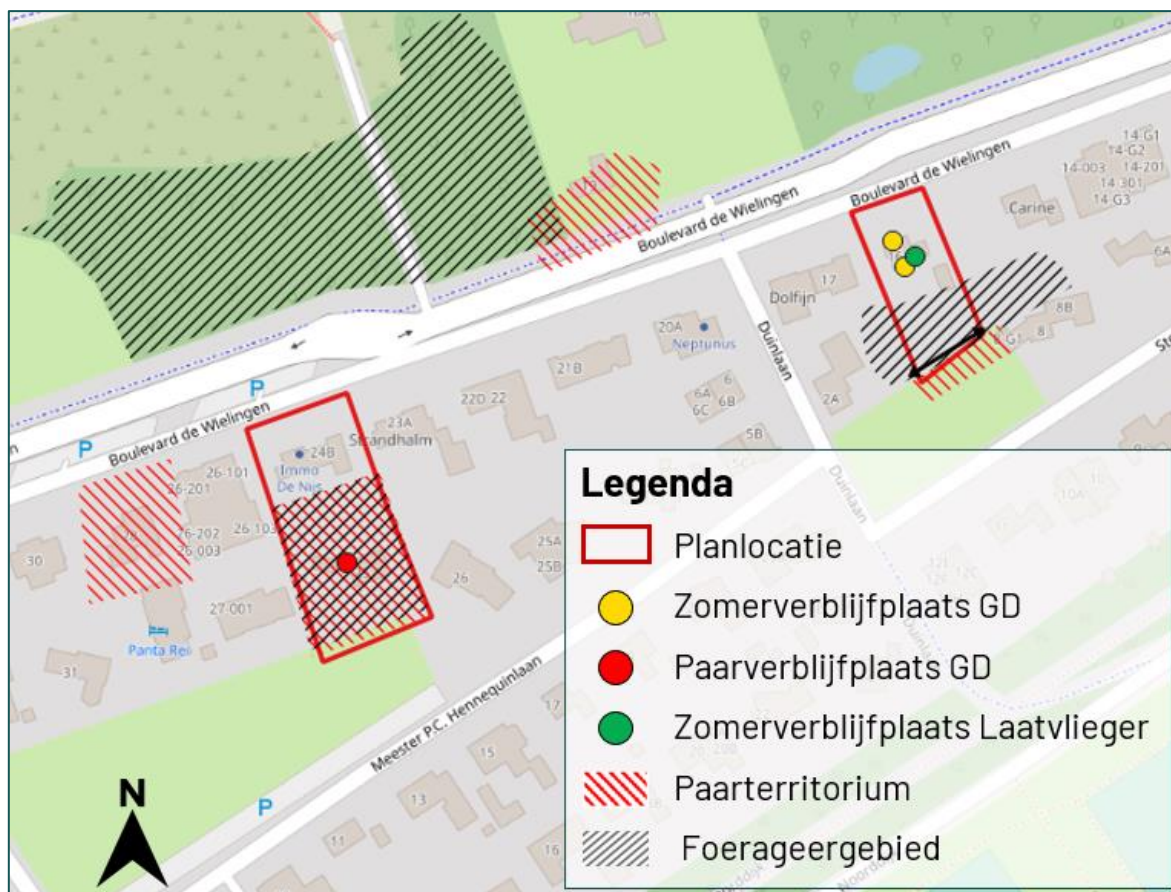 Boulevard de Wielingen
Boulevard de Wielingen
Boulevard de Wielingen
14-G1
14-G2
14-003
14-201
14 301
14-G3
Carine
6A
17
Dolfijn
8B
8
2A
20A
Neptunus
Duinlaan
21B
6
6A
6B
6C
5B
22D
22
23A
Strandhalm
24B
Immo
De Nijs
P
P
26-101
26-201
26-202
26-003
26 103
30
27-001
26
25A
25B
Panta Rei
31
Meester P.C. Hennequinlaan
17
15
13
11
16
P
N
Duinlaan
Legenda
Planlocatie
Zomerverblijfplaats GD
Paarverblijfplaats GD
Zomerverblijfplaats Laatvlieger
Paarterritorium
Foerageergebied